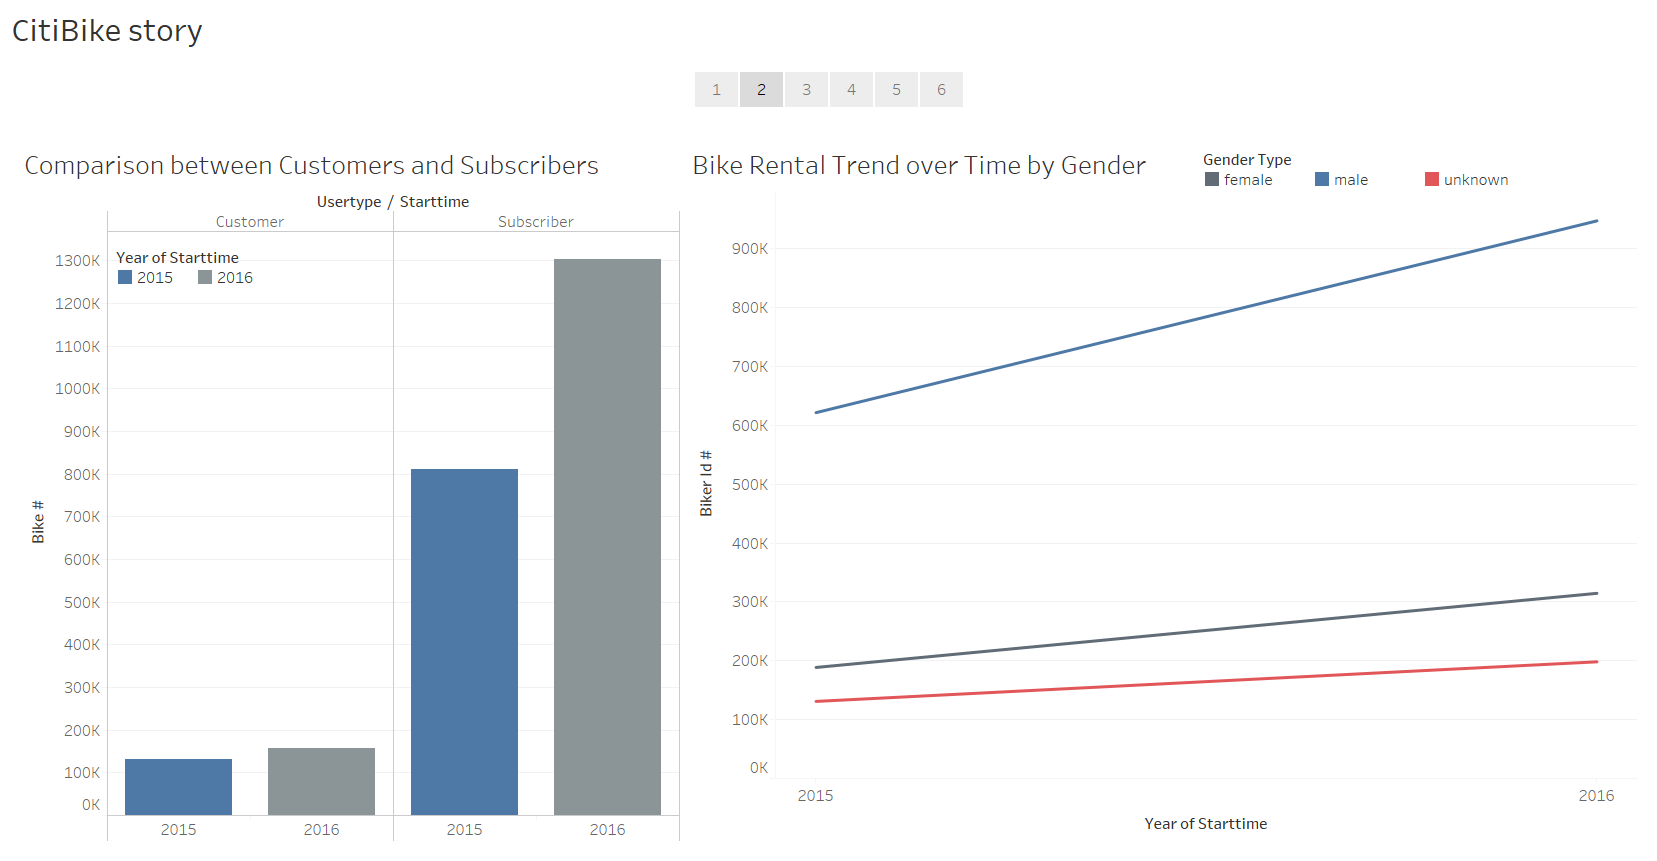 CitiBike story
1 2 3 4 5 6
Comparison between Customers and Subscribers
Usertype / Starttime
Customer Subscriber
Year of Starttime
2015 2016
1300K
1200K
1100K
1000K
900K
800K
700K
600K
500K
400K
300K
200K
100K
0K
Bike #
2015 2016 2015 2016
Bike Rental Trend over Time by Gender
Gender Type
female male unknown
900K
800K
700K
600K
500K
400K
300K
200K
100K
0K
Biker Id #
2015 2016
Year of Starttime